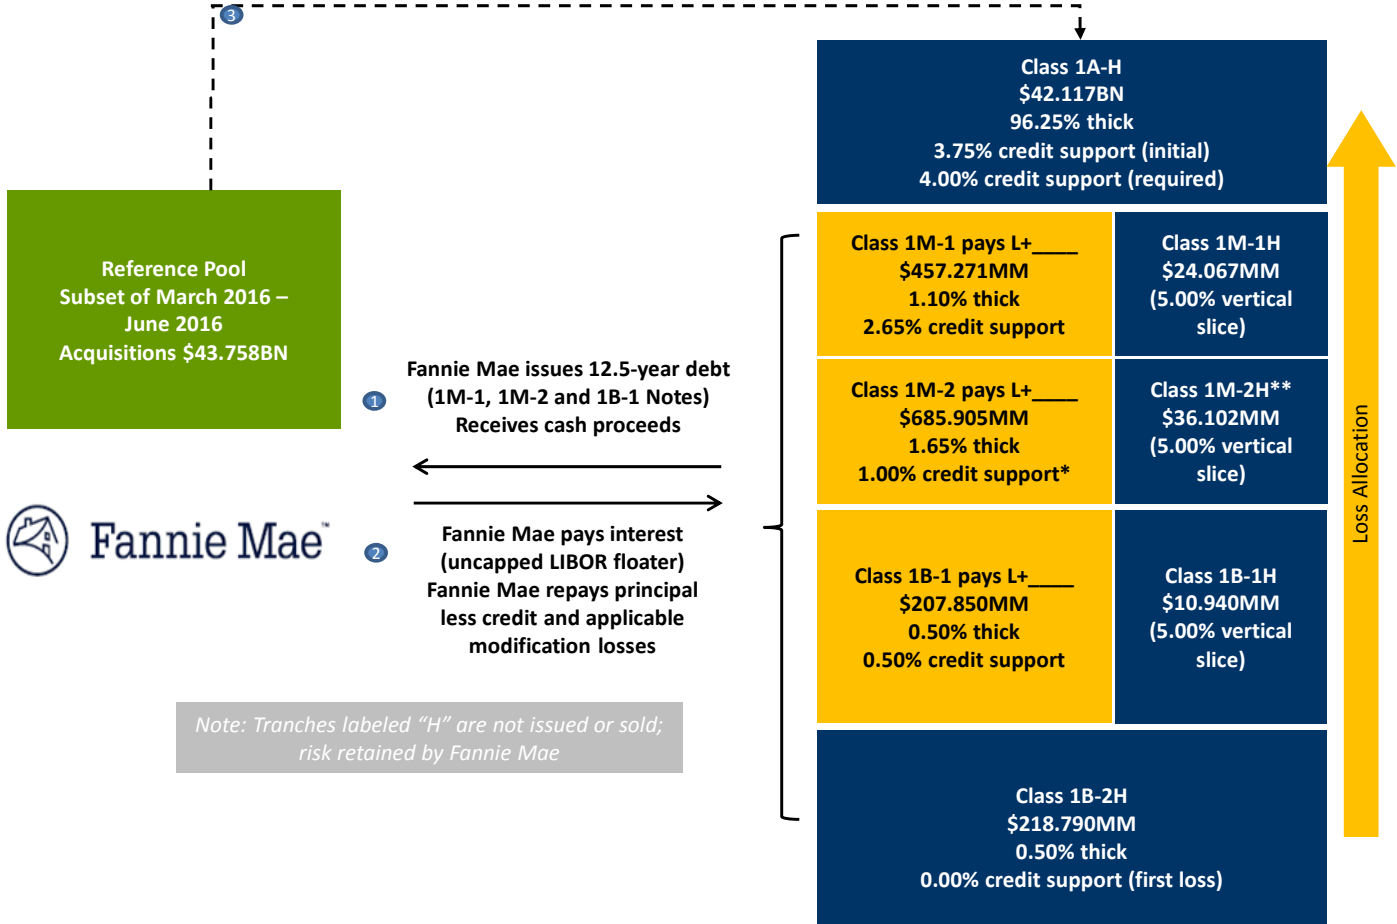 3
Class 1A-H
$42.117BN
96.25% thick
3.75% credit support (initial)
4.00% credit support (required)
Reference Pool
Subset of March 2016 –
June 2016
Acquisitions $43.758BN
Class 1M-1 pays L+____
$457.271MM
1.10% thick
2.65% credit support
Class 1M-1H
$24.067MM
(5.00% vertical
slice)
1
Fannie Mae issues 12.5-year debt
(1M-1, 1M-2 and 1B-1 Notes)
Receives cash proceeds
Class 1M-2 pays L+____
$685.905MM
1.65% thick
1.00% credit support*
Class 1M-2H**
$36.102MM
(5.00% vertical
slice)
Loss Allocation
Fannie Mae™
2
Fannie Mae pays interest
(uncapped LIBOR floater)
Fannie Mae repays principal
less credit and applicable
modification losses
Class 1B-1 pays L+____
$207.850MM
0.50% thick
0.50% credit support
Class 1B-1H
$10.940MM
(5.00% vertical
slice)
Note: Tranches labeled “H” are not issued or sold;
risk retained by Fannie Mae
Class 1B-2H
$218.790MM
0.50% thick
0.00% credit support (first loss)